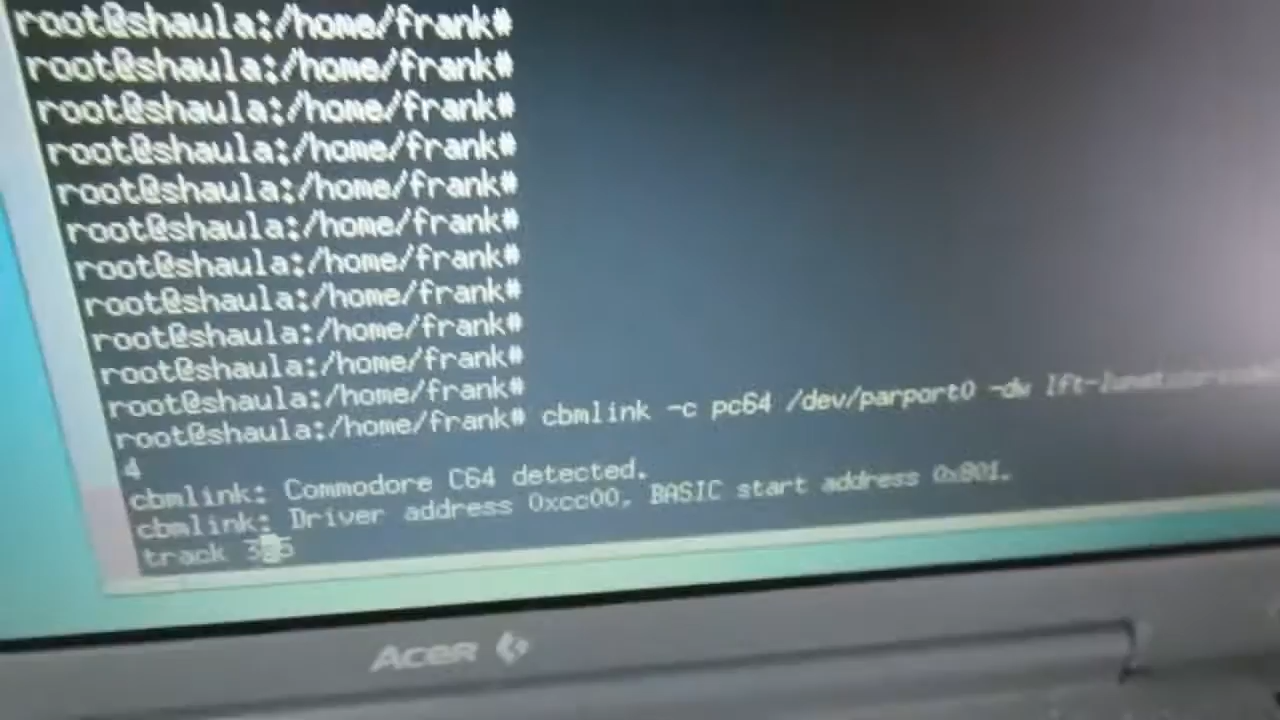 root@shaula:/home/frank#
root@shaula:/home/frank#
root@shaula:/home/frank#
root@shaula:/home/frank#
root@shaula:/home/frank#
root@shaula:/home/frank#
root@shaula:/home/frank#
root@shaula:/home/frank#
root@shaula:/home/frank#
root@shaula:/home/frank#
root@shaula:/home/frank#
root@shaula:/home/frank# cbmlink -c pc64 /dev/parport0 -dw
4
cbmlink: Commodore C64 detected.
cbmlink: Driver address 0xcc00, BASIC start address 0x801.
track
Acer